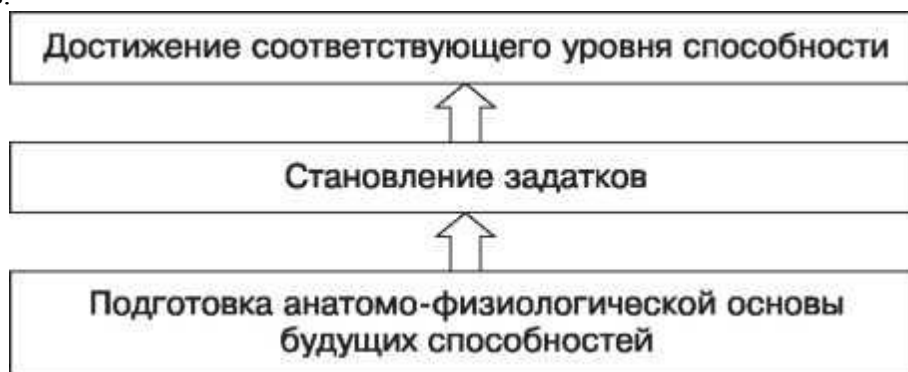 Достижение соответствующего уровня способности
Становление задатков
Подготовка анатомо-физиологической основы
будущих способностей